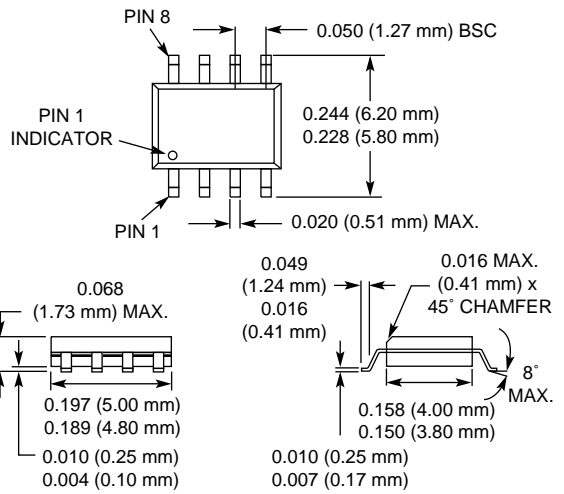 PIN 8
0.050 (1.27 mm) BSC
PIN 1
INDICATOR
0.244 (6.20 mm)
0.228 (5.80 mm)
PIN 1
0.020 (0.51 mm) MAX.
0.068
(1.73 mm) MAX.
0.049
(1.24 mm)
0.016
(0.41 mm)
0.016 MAX.
(0.41 mm) x
45° CHAMFER
8°
MAX.
0.197 (5.00 mm)
0.189 (4.80 mm)
0.010 (0.25 mm)
0.004 (0.10 mm)
0.158 (4.00 mm)
0.150 (3.80 mm)
0.010 (0.25 mm)
0.007 (0.17 mm)